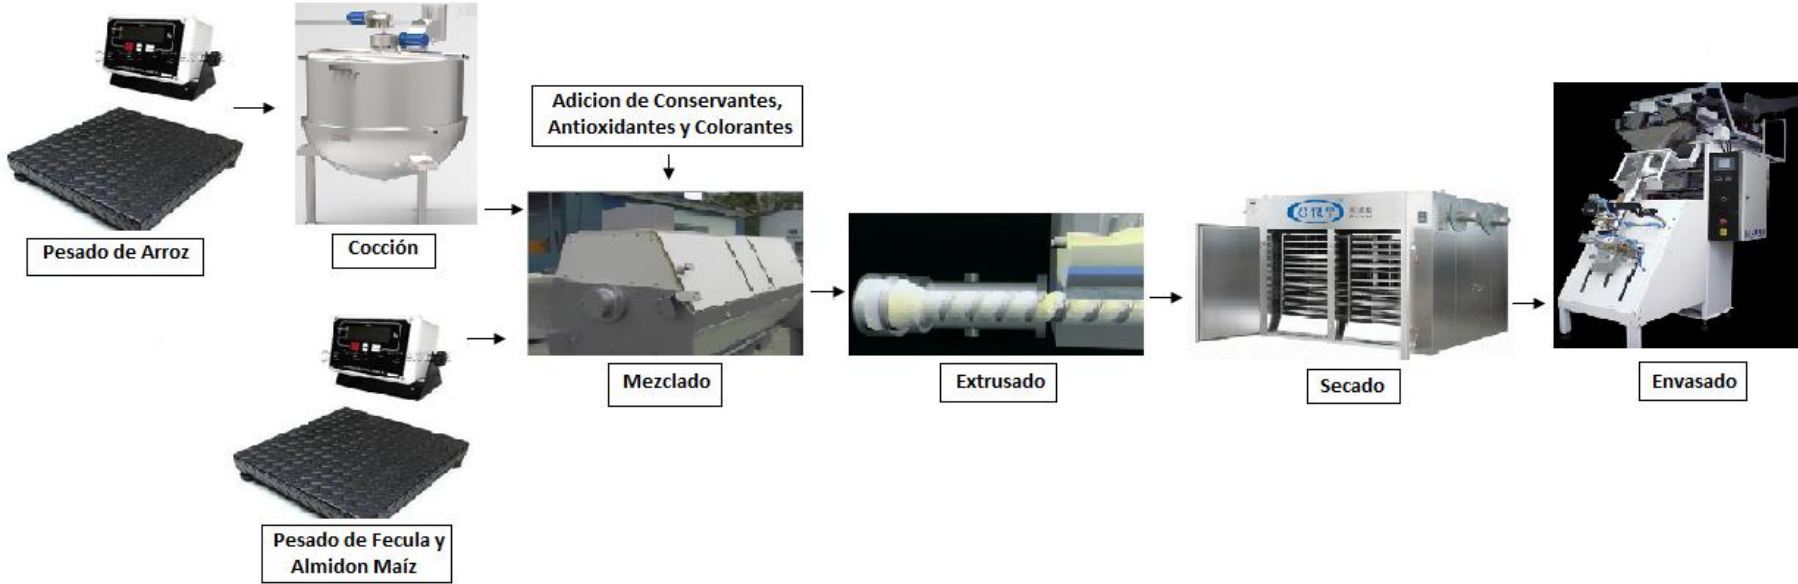 Adicion de Conservantes,
Antioxidantes y Colorantes
Pesado de Arroz
Cocción
Mezclado
Extrusado
Secado
Envasado
Pesado de Fecula y
Almidon Maíz